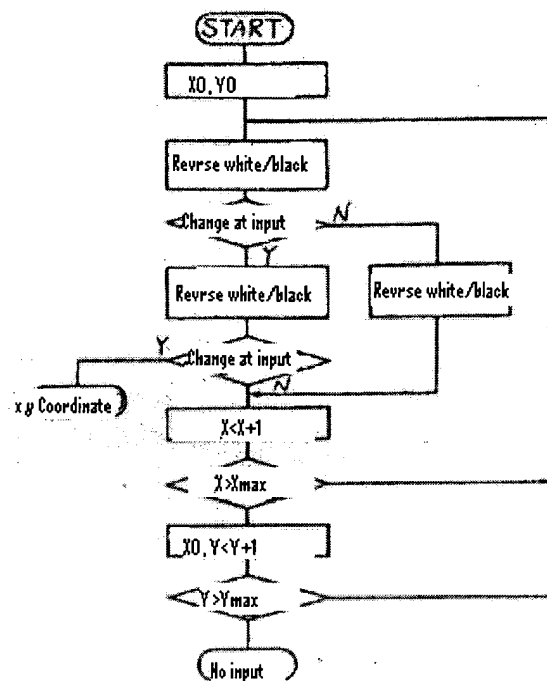 START
X0, Y0
Revrse white/black
Change at input
N
Y
Revrse white/black
Revrse white/black
Y
Change at input
N
x.y Coordinate
X<X+1
X>Xmax
X0, Y<Y+1
Y>Ymax
No input